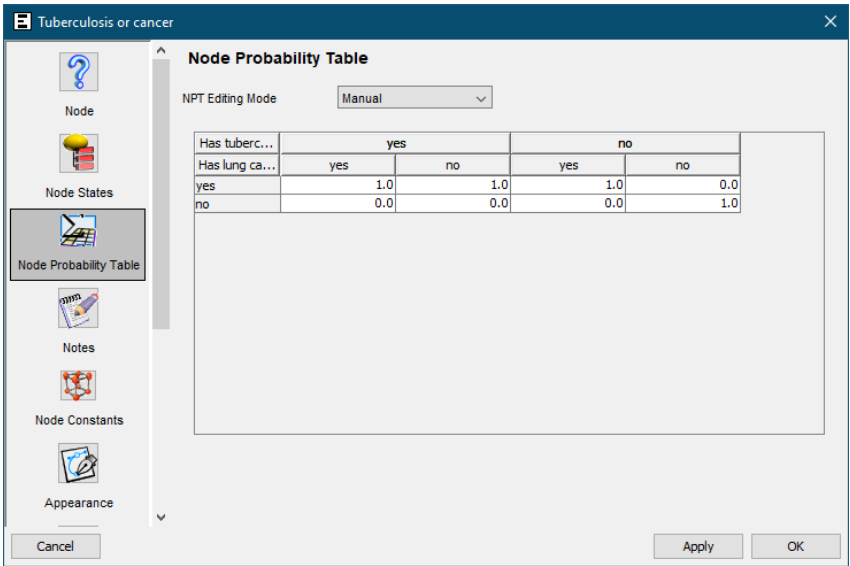 Tuberculosis or cancer
Node
Node States
Node Probability Table
Notes
Node Constants
Appearance
Node Probability Table
NPT Editing Mode Manual
Has tuberc... yes no
Has lung ca... yes no yes no
yes 1.0 1.0 1.0 0.0
no 0.0 0.0 0.0 1.0
Cancel Apply OK